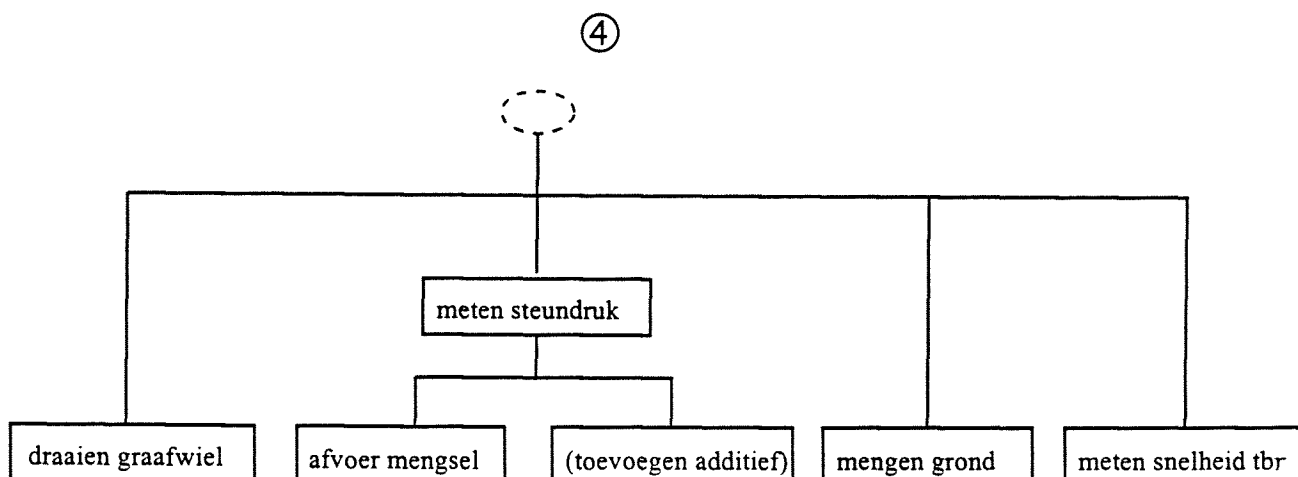 ④
meten steundruk
draaien graafwiel
afvoer mengsel
(toevoegen additief)
mengen grond
meten snelheid tbr